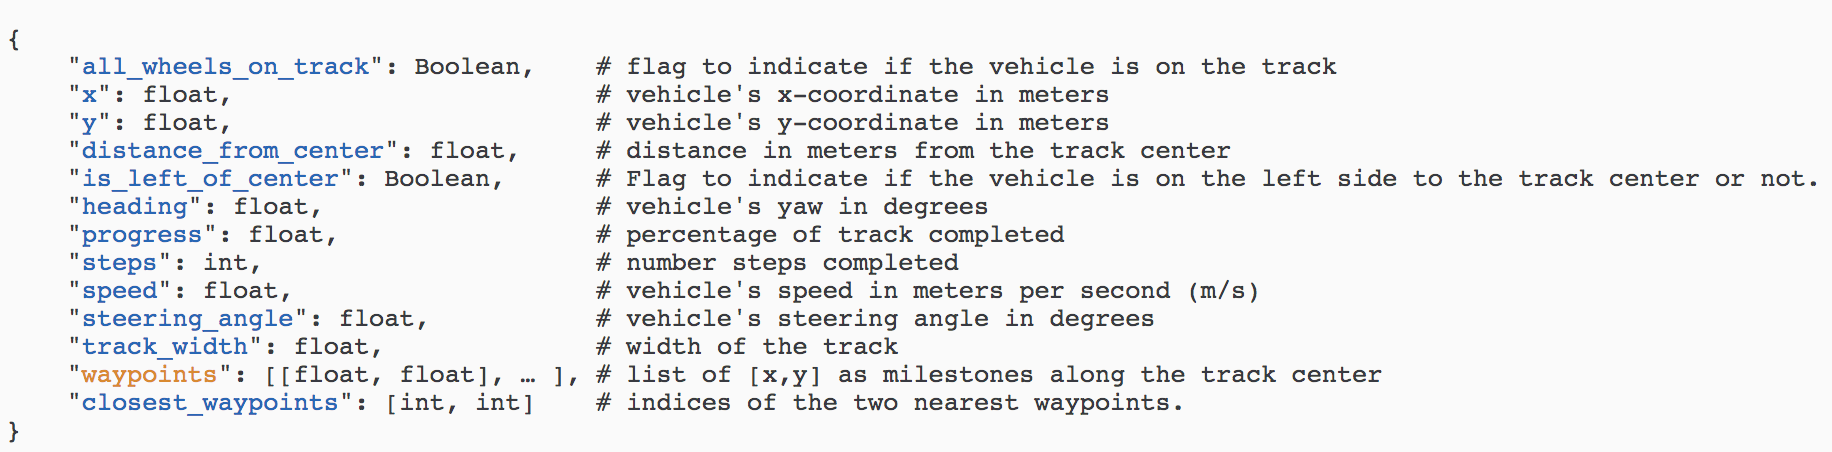 {
"all_wheels_on_track": Boolean, # flag to indicate if the vehicle is on the track
"x": float, # vehicle's x-coordinate in meters
"y": float, # vehicle's y-coordinate in meters
"distance_from_center": float, # distance in meters from the track center
"is_left_of_center": Boolean, # Flag to indicate if the vehicle is on the left side to the track center or not.
"heading": float, # vehicle's yaw in degrees
"progress": float, # percentage of track completed
"steps": int, # number steps completed
"speed": float, # vehicle's speed in meters per second (m/s)
"steering_angle": float, # vehicle's steering angle in degrees
"track_width": float, # width of the track
"waypoints": [[float, float], … ], # list of [x,y] as milestones along the track center
"closest_waypoints": [int, int] # indices of the two nearest waypoints.
}